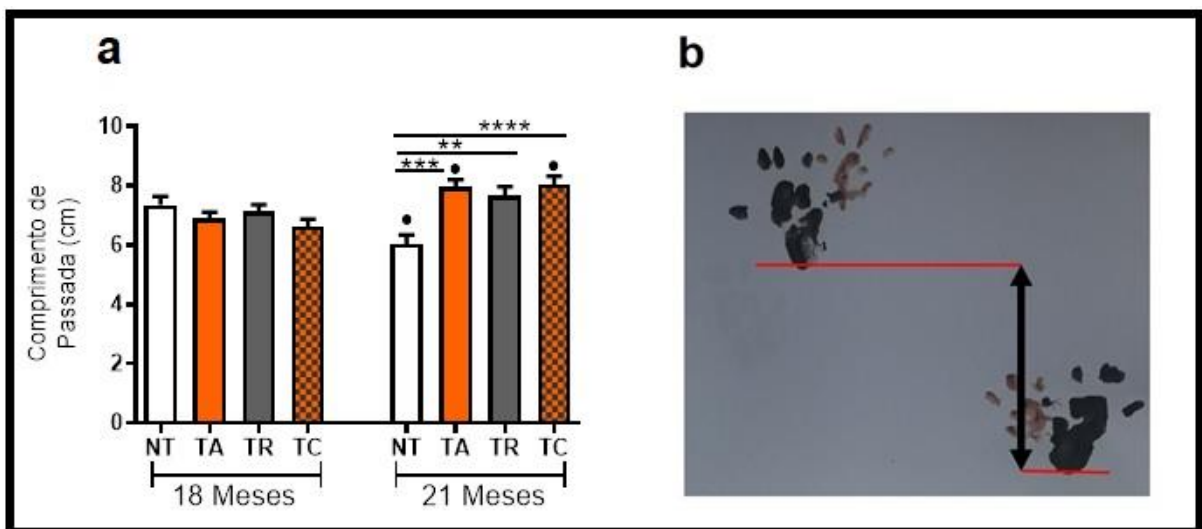 a
b
10
8
6
4
2
0
Comprimento de
Passada (cm)
****
**
***
NT TA TR TC
NT TA TR TC
18 Meses
21 Meses